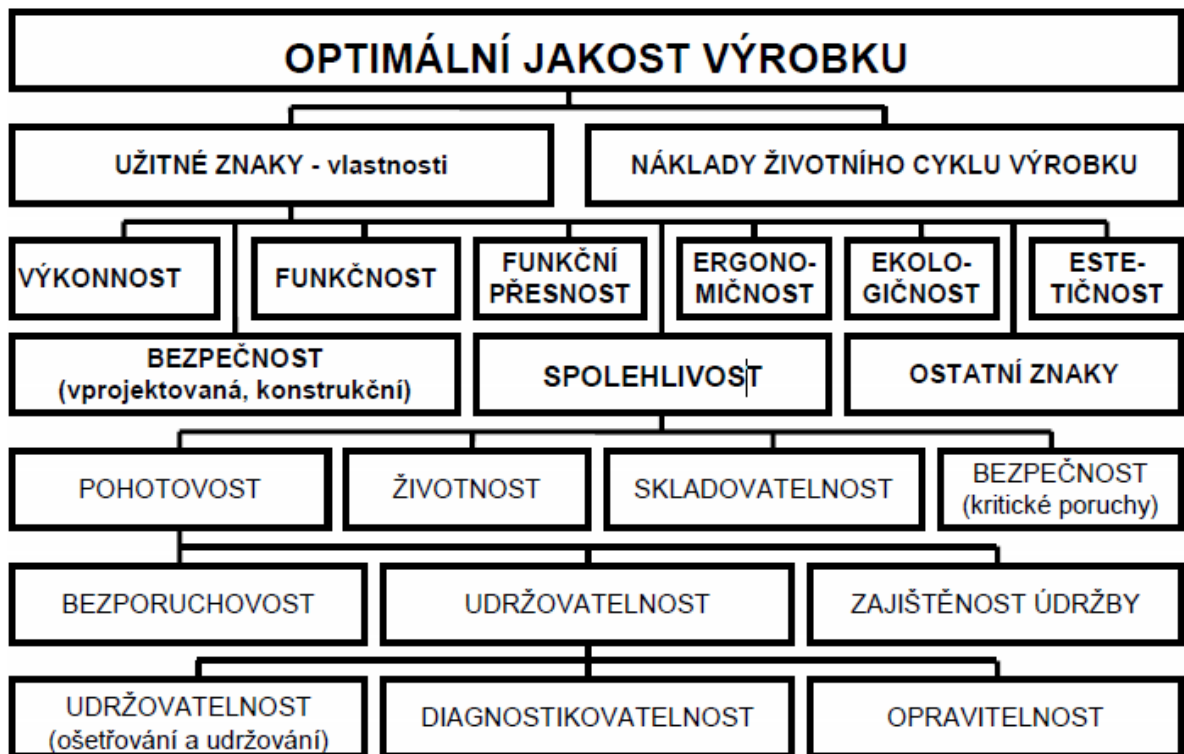 OPTIMÁLNÍ JAKOST VÝROBKU
UŽITNÉ ZNAKY - vlastnosti
NÁKLADY ŽIVOTNÍHO CYKLU VÝROBKU
VÝKONNOST
FUNKČNOST
FUNKČNÍ
PŘESNOST
ERGONO-
MIČNOST
EKOLO-
GIČNOST
ESTE-
TIČNOST
BEZPEČNOST
(vprojektovaná, konstrukční)
SPOLEHLIVOST
OSTATNÍ ZNAKY
POHOTOVOST
ŽIVOTNOST
SKLADOVATELNOST
BEZPEČNOST
(kritické poruchy)
BEZPORUCHOVOST
UDRŽOVATELNOST
ZAJIŠTĚNOST ÚDRŽBY
UDRŽOVATELNOST
(ošetřování a udržování)
DIAGNOSTIKOVATELNOST
OPRAVITELNOST